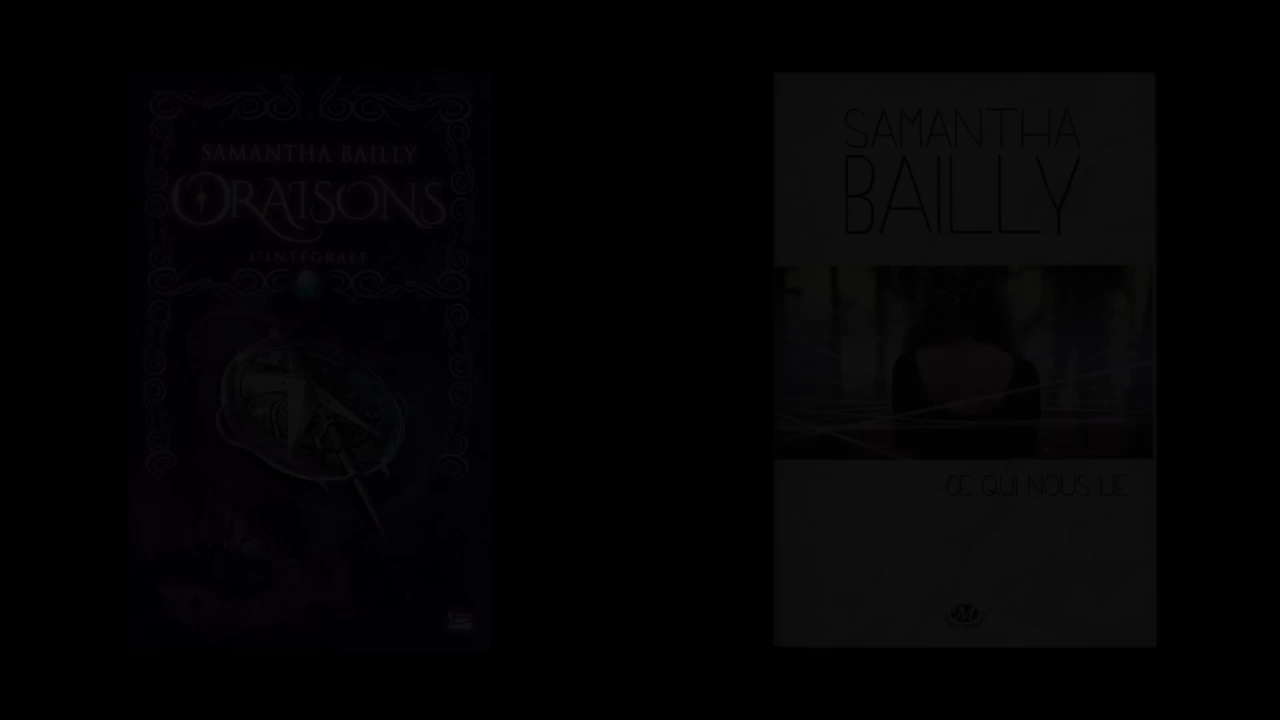 SAMANTHA BAILLY
ORAISONS
L'INTÉGRALE
SAMANTHA
BAILLY
CE QUI NOUS LIE
M